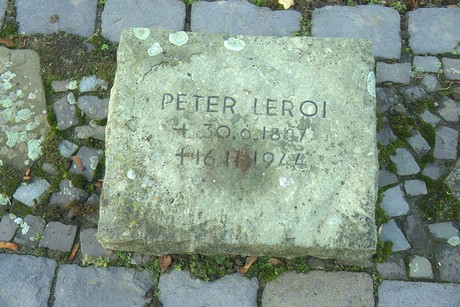 PETER LEROI
+ 30.6.1887
+ 16.11.1944